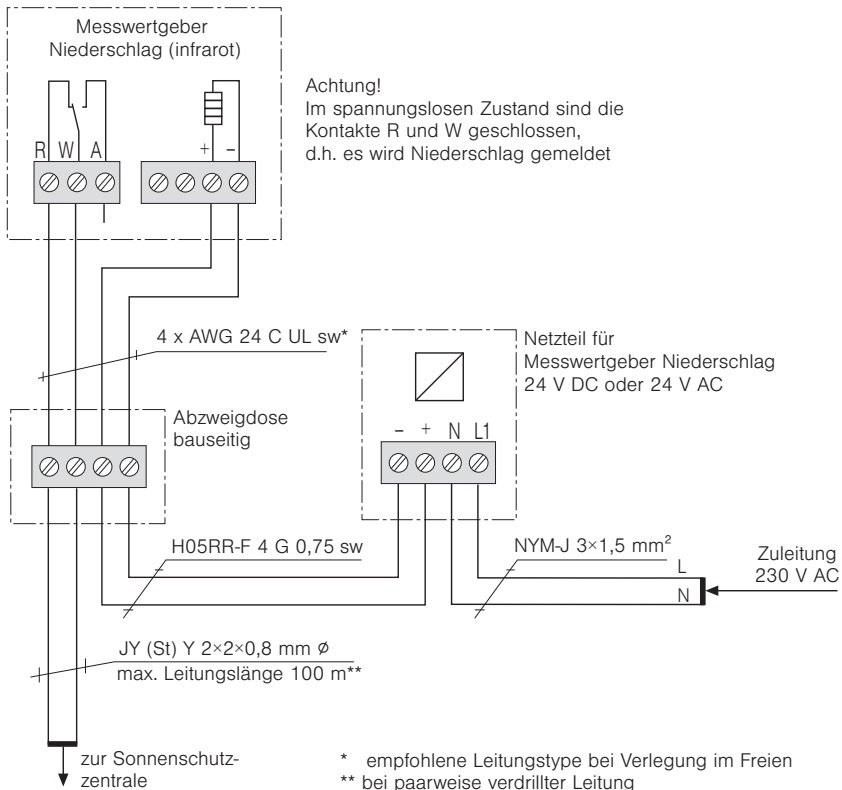 Messwertgeber
Niederschlag (infrarot)
R W A
+ −
Achtung!
Im spannungslosen Zustand sind die
Kontakte R und W geschlossen,
d.h. es wird Niederschlag gemeldet
4 x AWG 24 C UL sw*
Netzteil für
Messwertgeber Niederschlag
24 V DC oder 24 V AC
− + N L1
Abzweigdose
bauseitig
H05RR-F 4 G 0,75 sw
NYM-J 3×1,5 mm²
L
N
Zuleitung
230 V AC
JY (St) Y 2×2×0,8 mm ø
max. Leitungslänge 100 m**
zur Sonnenschutz-
zentrale
* empfohlene Leitungstype bei Verlegung im Freien
** bei paarweise verdrillter Leitung